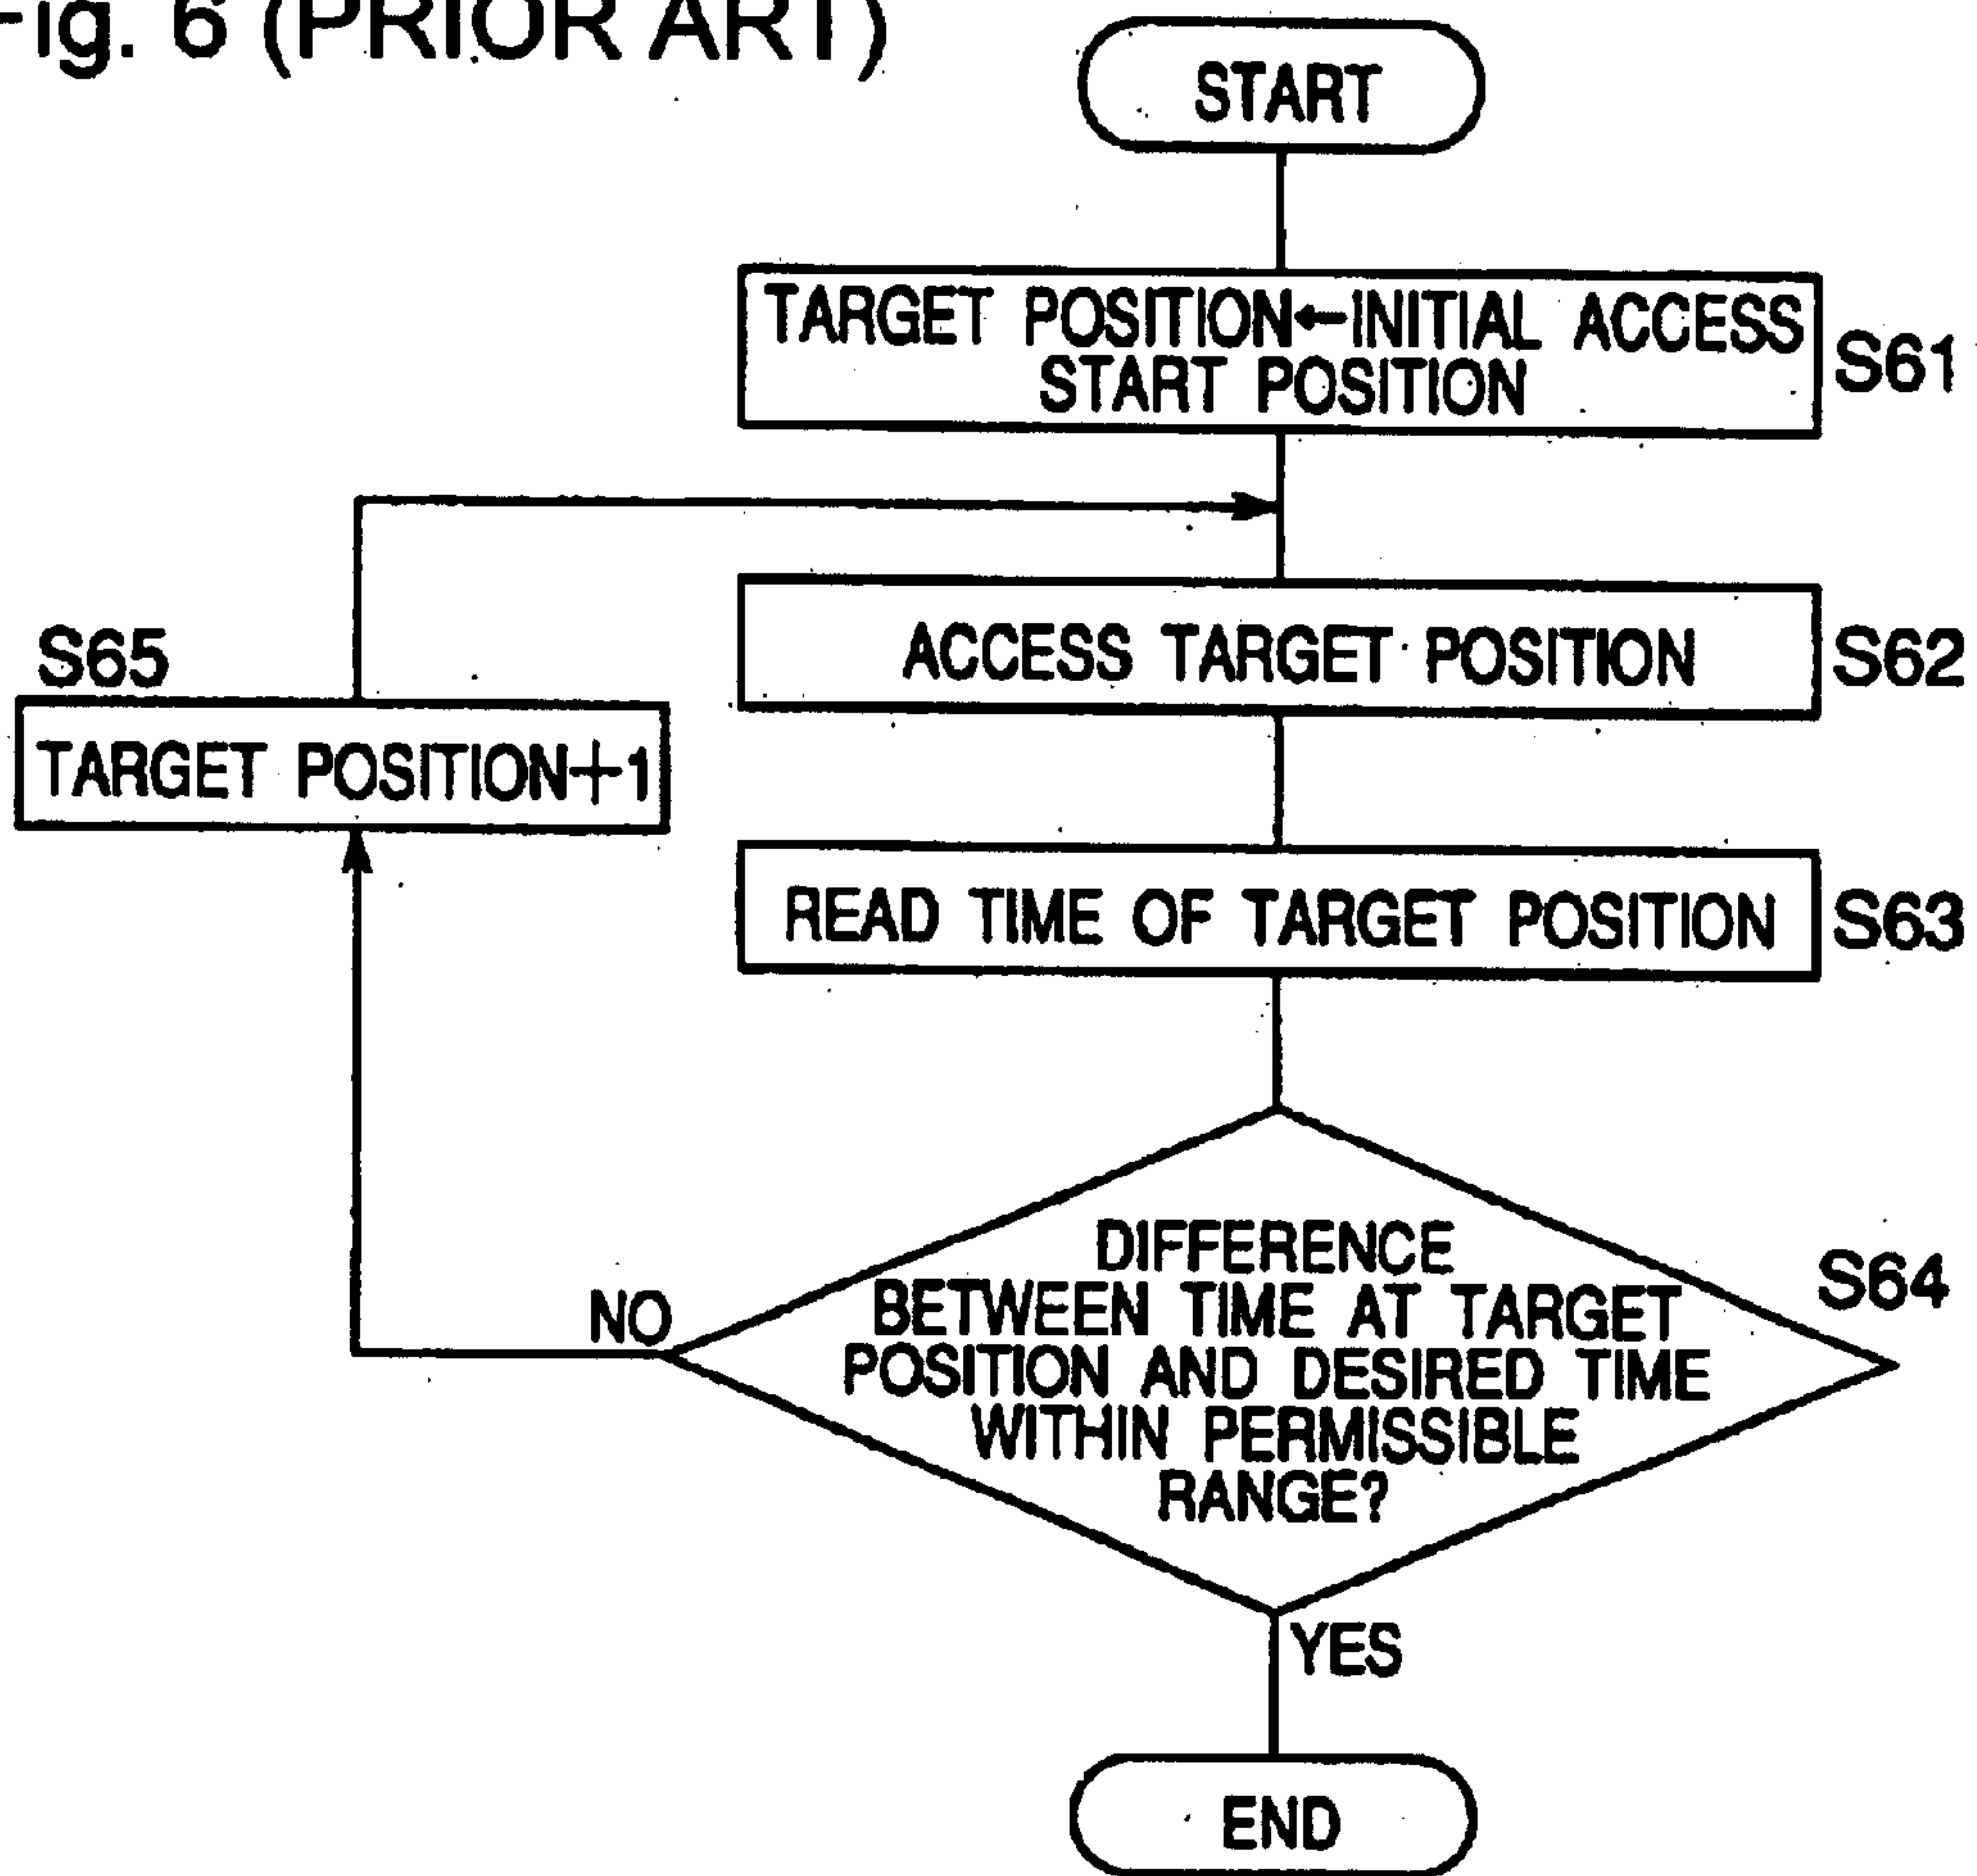 Fig. 6 (PRIOR ART)
START
TARGET POSITION←INITIAL ACCESS
START POSITION
S61
ACCESS TARGET POSITION
S62
S65
TARGET POSITION+1
READ TIME OF TARGET POSITION
S63
DIFFERENCE
BETWEEN TIME AT TARGET
POSITION AND DESIRED TIME
WITHIN PERMISSIBLE
RANGE?
S64
NO
YES
END